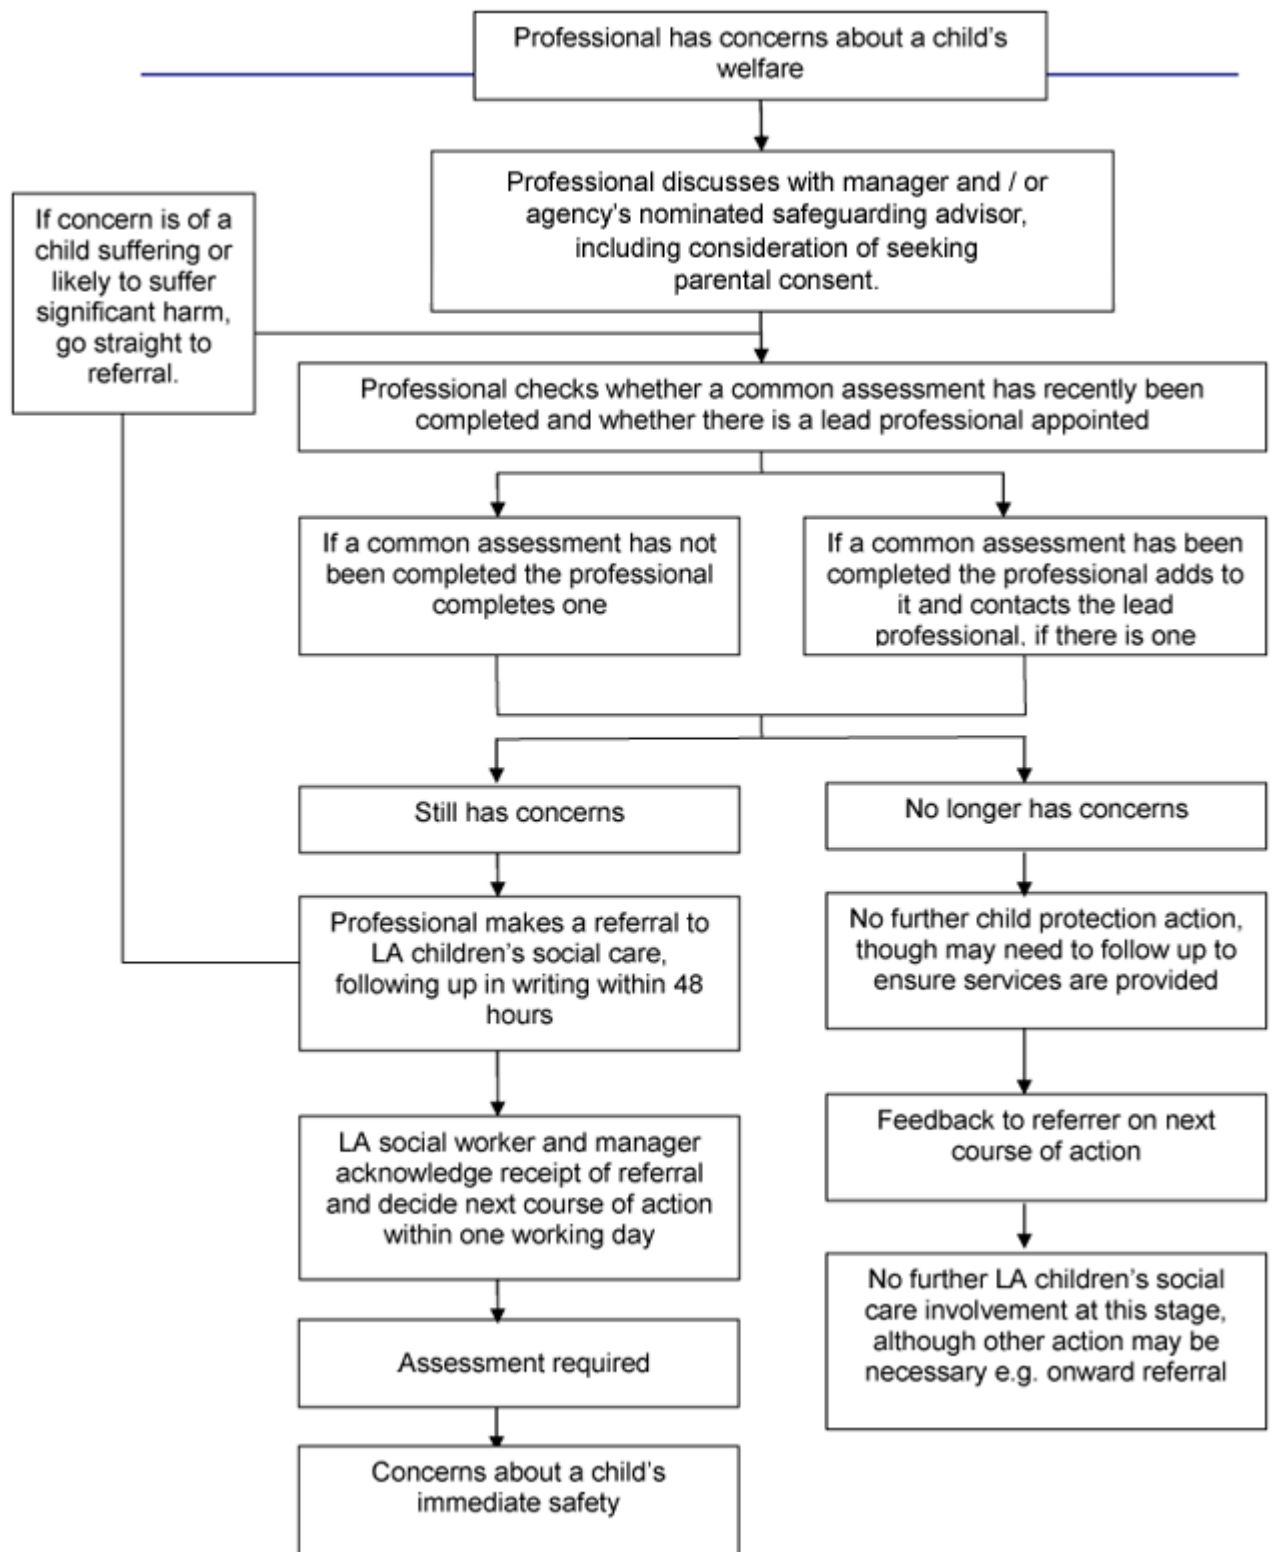 Professional has concerns about a child's
welfare
Professional discusses with manager and / or
agency's nominated safeguarding advisor,
including consideration of seeking
parental consent.
If concern is of a
child suffering or
likely to suffer
significant harm,
go straight to
referral.
Professional checks whether a common assessment has recently been
completed and whether there is a lead professional appointed
If a common assessment has not
been completed the professional
completes one
If a common assessment has been
completed the professional adds to
it and contacts the lead
professional, if there is one
Still has concerns
No longer has concerns
Professional makes a referral to
LA children's social care,
following up in writing within 48
hours
No further child protection action,
though may need to follow up to
ensure services are provided
LA social worker and manager
acknowledge receipt of referral
and decide next course of action
within one working day
Feedback to referrer on next
course of action
Assessment required
No further LA children's social
care involvement at this stage,
although other action may be
necessary e.g. onward referral
Concerns about a child's
immediate safety